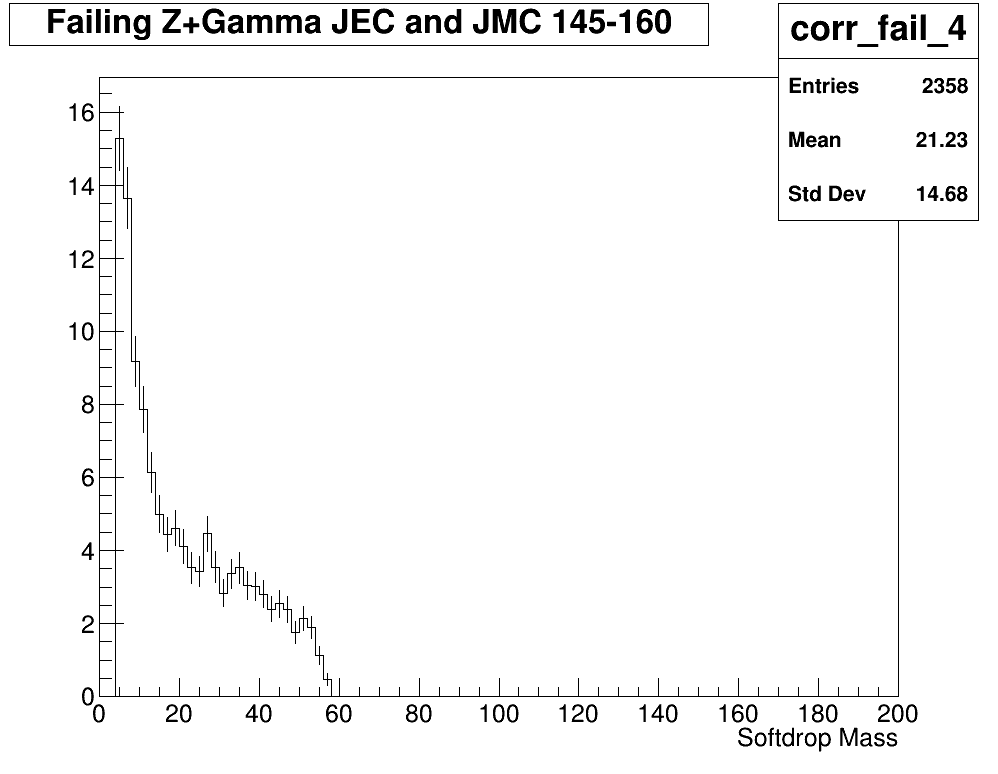 Failing Z+Gamma JEC and JMC 145-160
corr_fail_4
Entries 2358
Mean 21.23
Std Dev 14.68
16
14
12
10
8
6
4
2
0
0 20 40 60 80 100 120 140 160 180 200
Softdrop Mass